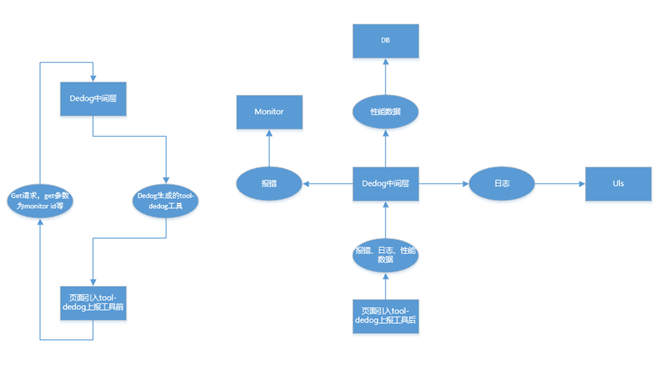 Dedog中间层
Get请求，get参数
为monitor id等
Dedog生成的tool-
dedog工具
页面引入tool-
dedog上报工具前
DB
性能数据
Monitor
报错
Dedog中间层
日志
Uls
报错、日志、性能
数据
页面引入tool-
dedog上报工具后